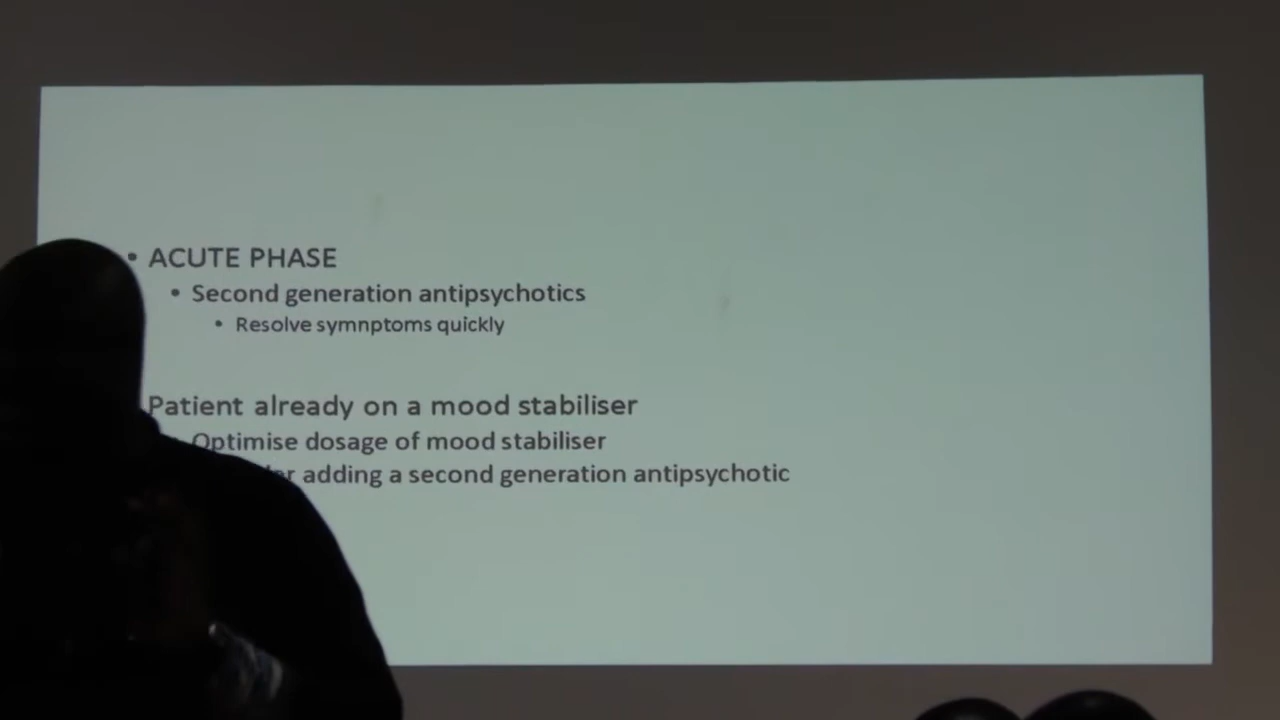 • ACUTE PHASE
• Second generation antipsychotics
• Resolve symnptoms quickly
Patient already on a mood stabiliser
Optimise dosage of mood stabiliser
adding a second generation antipsychotic